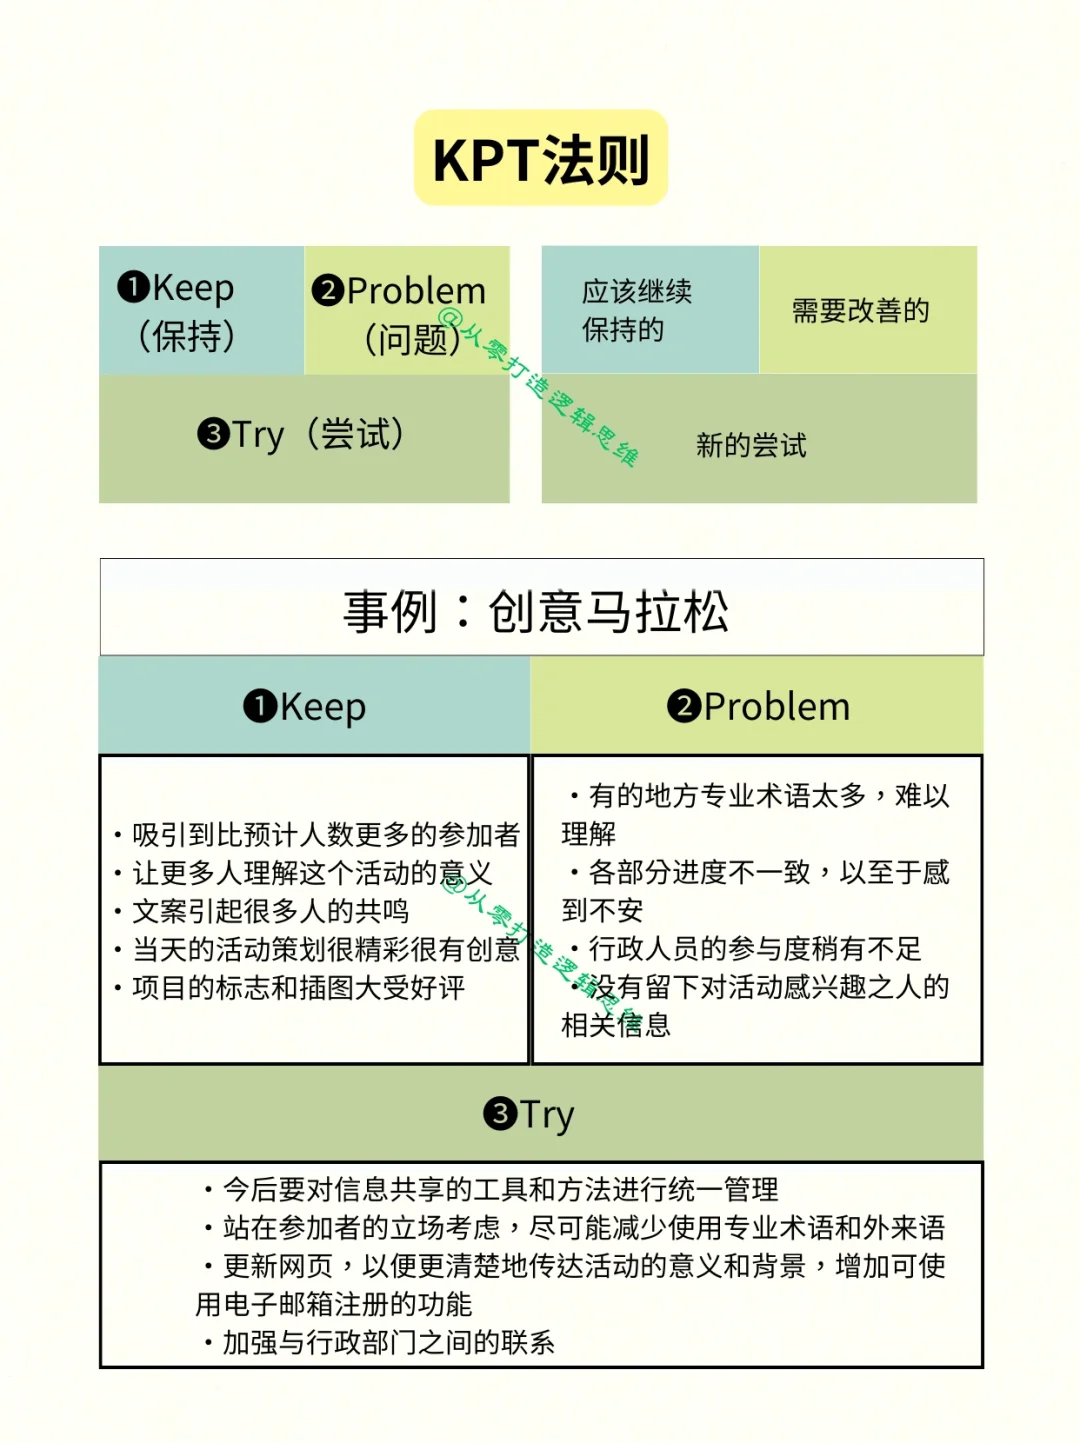 KPT法则
❶Keep
（保持）
❷Problem
（问题）
❸Try（尝试）
应该继续
保持的
需要改善的
新的尝试
@从零打造逻辑思维
事例：创意马拉松
❶Keep
❷Problem
・吸引到比预计人数更多的参加者
・让更多人理解这个活动的意义
・文案引起很多人的共鸣
・当天的活动策划很精彩很有创意
・项目的标志和插图大受好评
・有的地方专业术语太多，难以
理解
・各部分进度不一致，以至于感
到不安
・行政人员的参与度稍有不足
・没有留下对活动感兴趣之人的
相关信息
@从零打造逻辑思维
❸Try
・今后要对信息共享的工具和方法进行统一管理
・站在参加者的立场考虑，尽可能减少使用专业术语和外来语
・更新网页，以便更清楚地传达活动的意义和背景，增加可使
用电子邮箱注册的功能
・加强与行政部门之间的联系